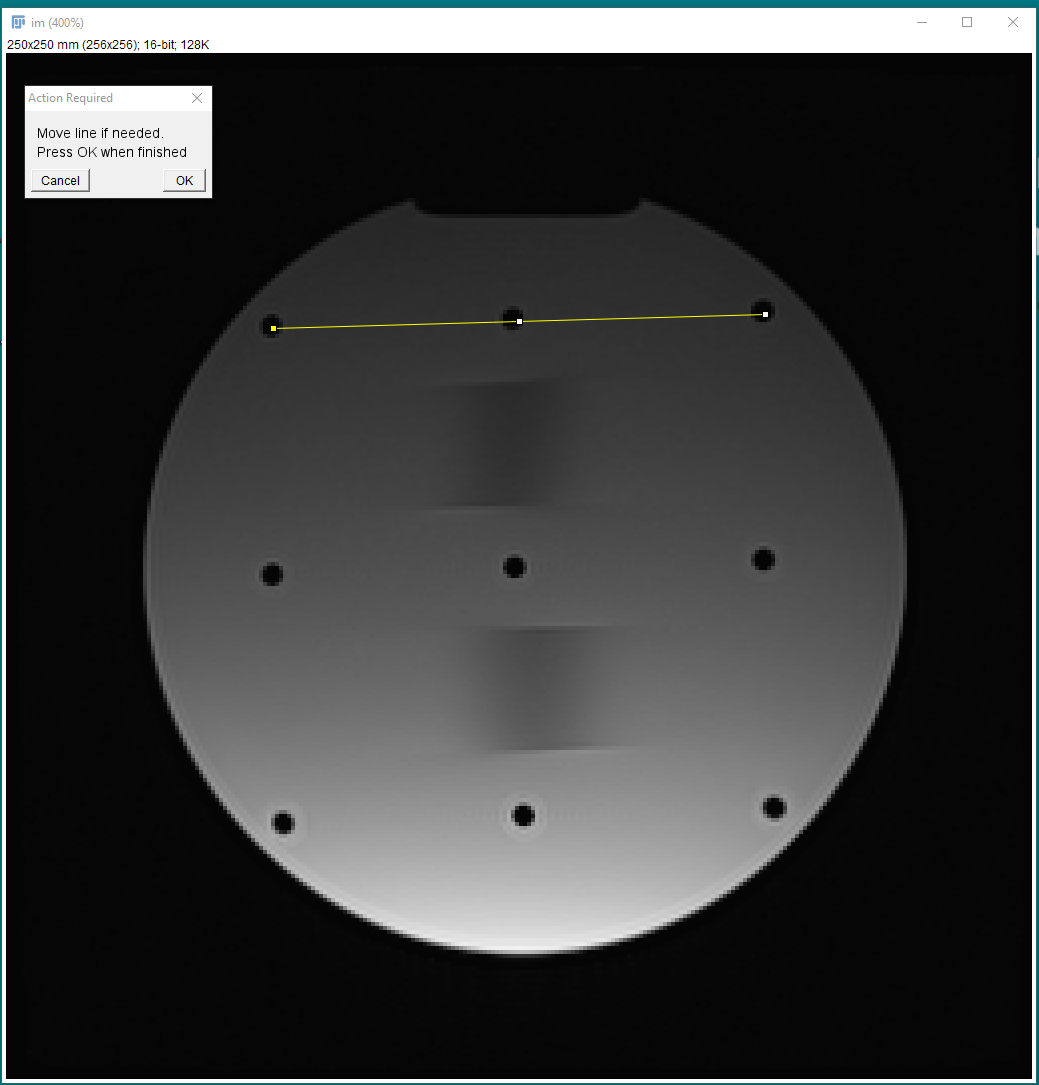 im (400%)
250x250 mm (256x256); 16-bit; 128K
Action Required
Move line if needed.
Press OK when finished
Cancel
OK